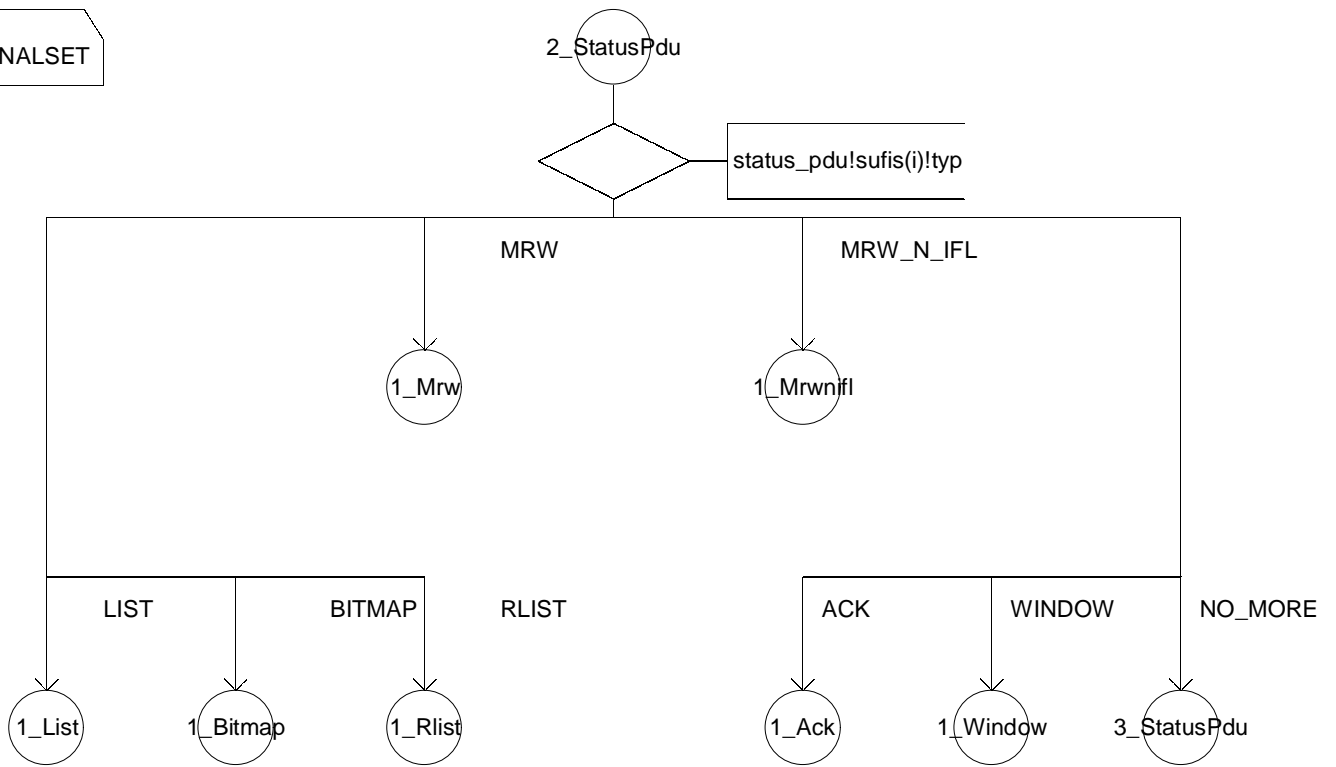 2_StatusPdu
NALSET
status_pdu!sufis(i)!typ
MRW
MRW_N_IFL
1_Mrw
1_Mrwnifl
LIST
BITMAP
RLIST
ACK
WINDOW
NO_MORE
1_List
1_Bitmap
1_Rlist
1_Ack
1_Window
3_StatusPdu